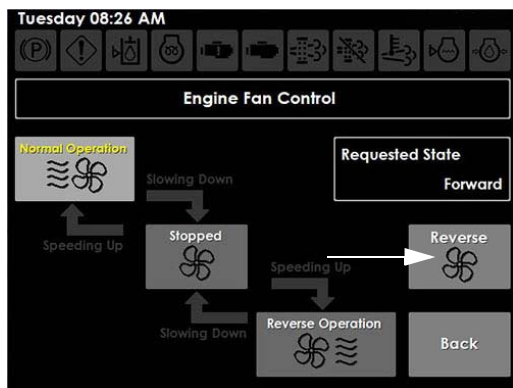 Tuesday 08:26 AM
(P)
Engine Fan Control
Normal Operation
Requested State
Forward
Slowing Down
Speeding Up
Stopped
Reverse
Speeding Up
Slowing Down
Reverse Operation
Back